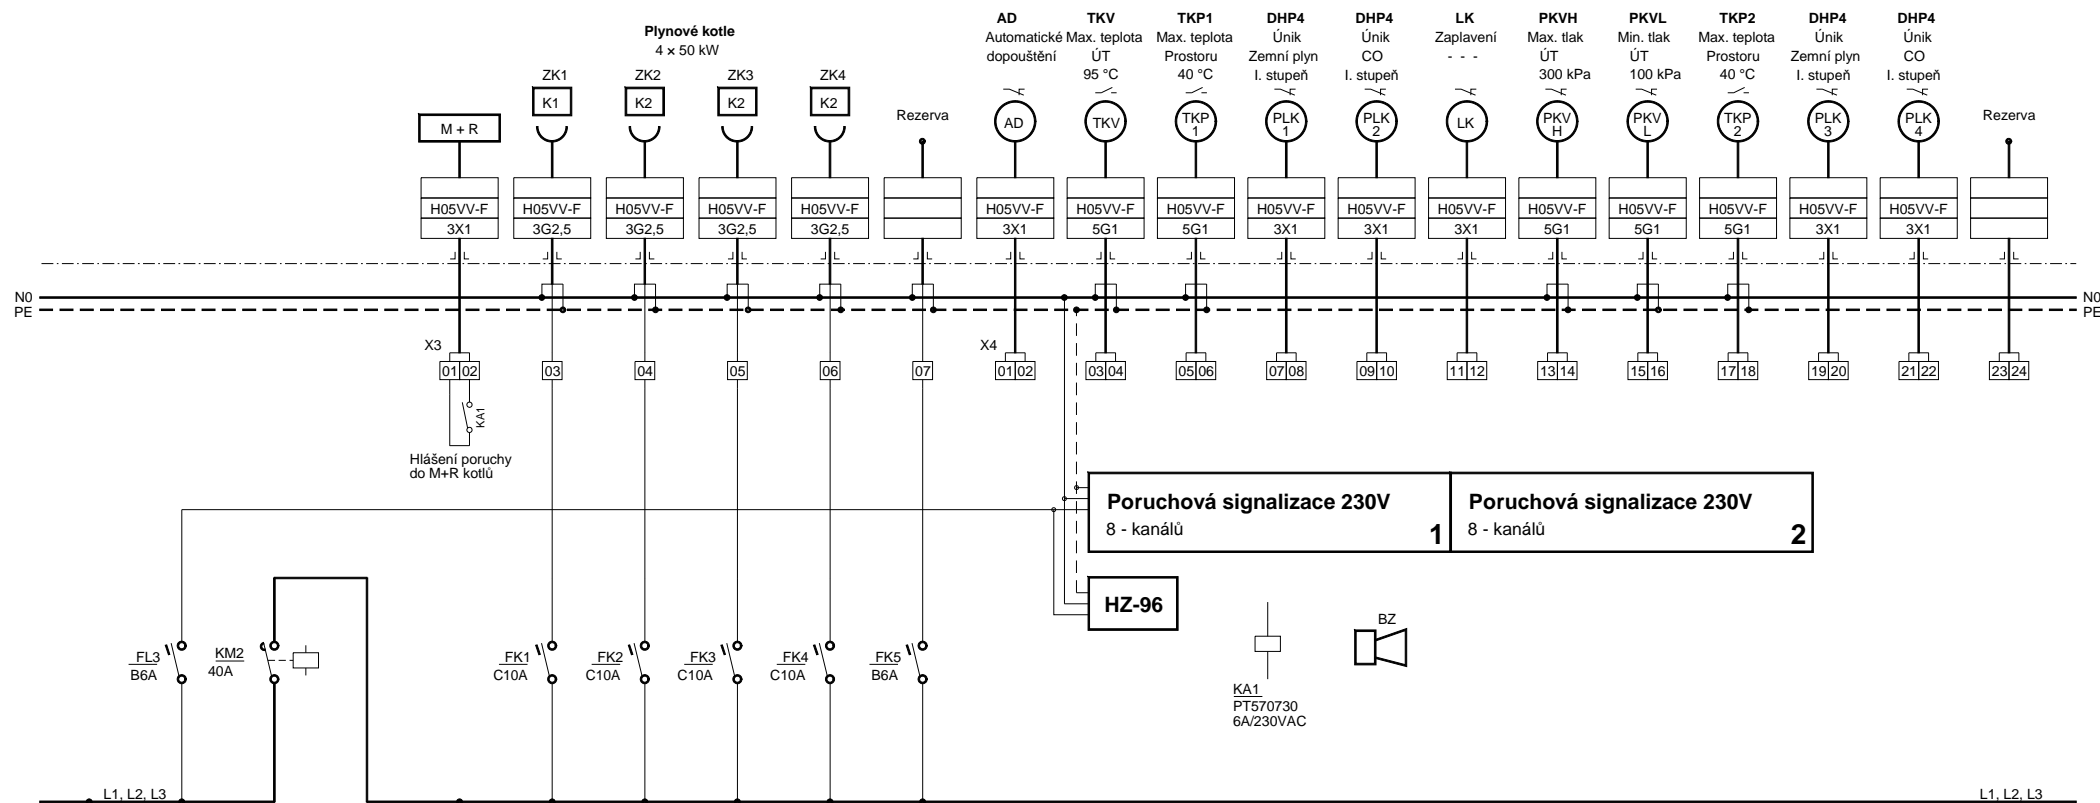 Plynové kotle
4 × 50 kW
ZK1 ZK2 ZK3 ZK4
M + R K1 K2 K2 K2
Rezerva
AD
Automatické
dopouštění
AD
TKV
Max. teplota
ÚT
95 °C
TKV
TKP1
Max. teplota
Prostoru
40 °C
TKP
1
DHP4
Únik
Zemní plyn
I. stupeň
PLK
1
DHP4
Únik
CO
I. stupeň
PLK
2
LK
Zaplavení
- - -
LK
PKVH
Max. tlak
ÚT
300 kPa
PKV
H
PKVL
Min. tlak
ÚT
100 kPa
PKV
L
TKP2
Max. teplota
Prostoru
40 °C
TKP
2
DHP4
Únik
Zemní plyn
I. stupeň
PLK
3
DHP4
Únik
CO
I. stupeň
PLK
4
Rezerva
H05VV-F H05VV-F H05VV-F H05VV-F H05VV-F H05VV-F H05VV-F H05VV-F H05VV-F H05VV-F H05VV-F H05VV-F H05VV-F H05VV-F H05VV-F H05VV-F
3X1 3G2,5 3G2,5 3G2,5 3G2,5 3X1 5G1 5G1 3X1 3X1 3X1 5G1 5G1 5G1 3X1 3X1
N0 N0
PE PE
X3 X4
01 02 03 04 05 06 07 01 02 03 04 05 06 07 08 09 10 11 12 13 14 15 16 17 18 19 20 21 22 23 24
KA1
Hlášení poruchy
do M+R kotlů
Poruchová signalizace 230V
8 - kanálů 1
Poruchová signalizace 230V
8 - kanálů 2
HZ-96
BZ
FL3
B6A
KM2
40A
FK1
C10A
FK2
C10A
FK3
C10A
FK4
C10A
FK5
B6A
KA1
PT570730
6A/230VAC
L1, L2, L3 L1, L2, L3